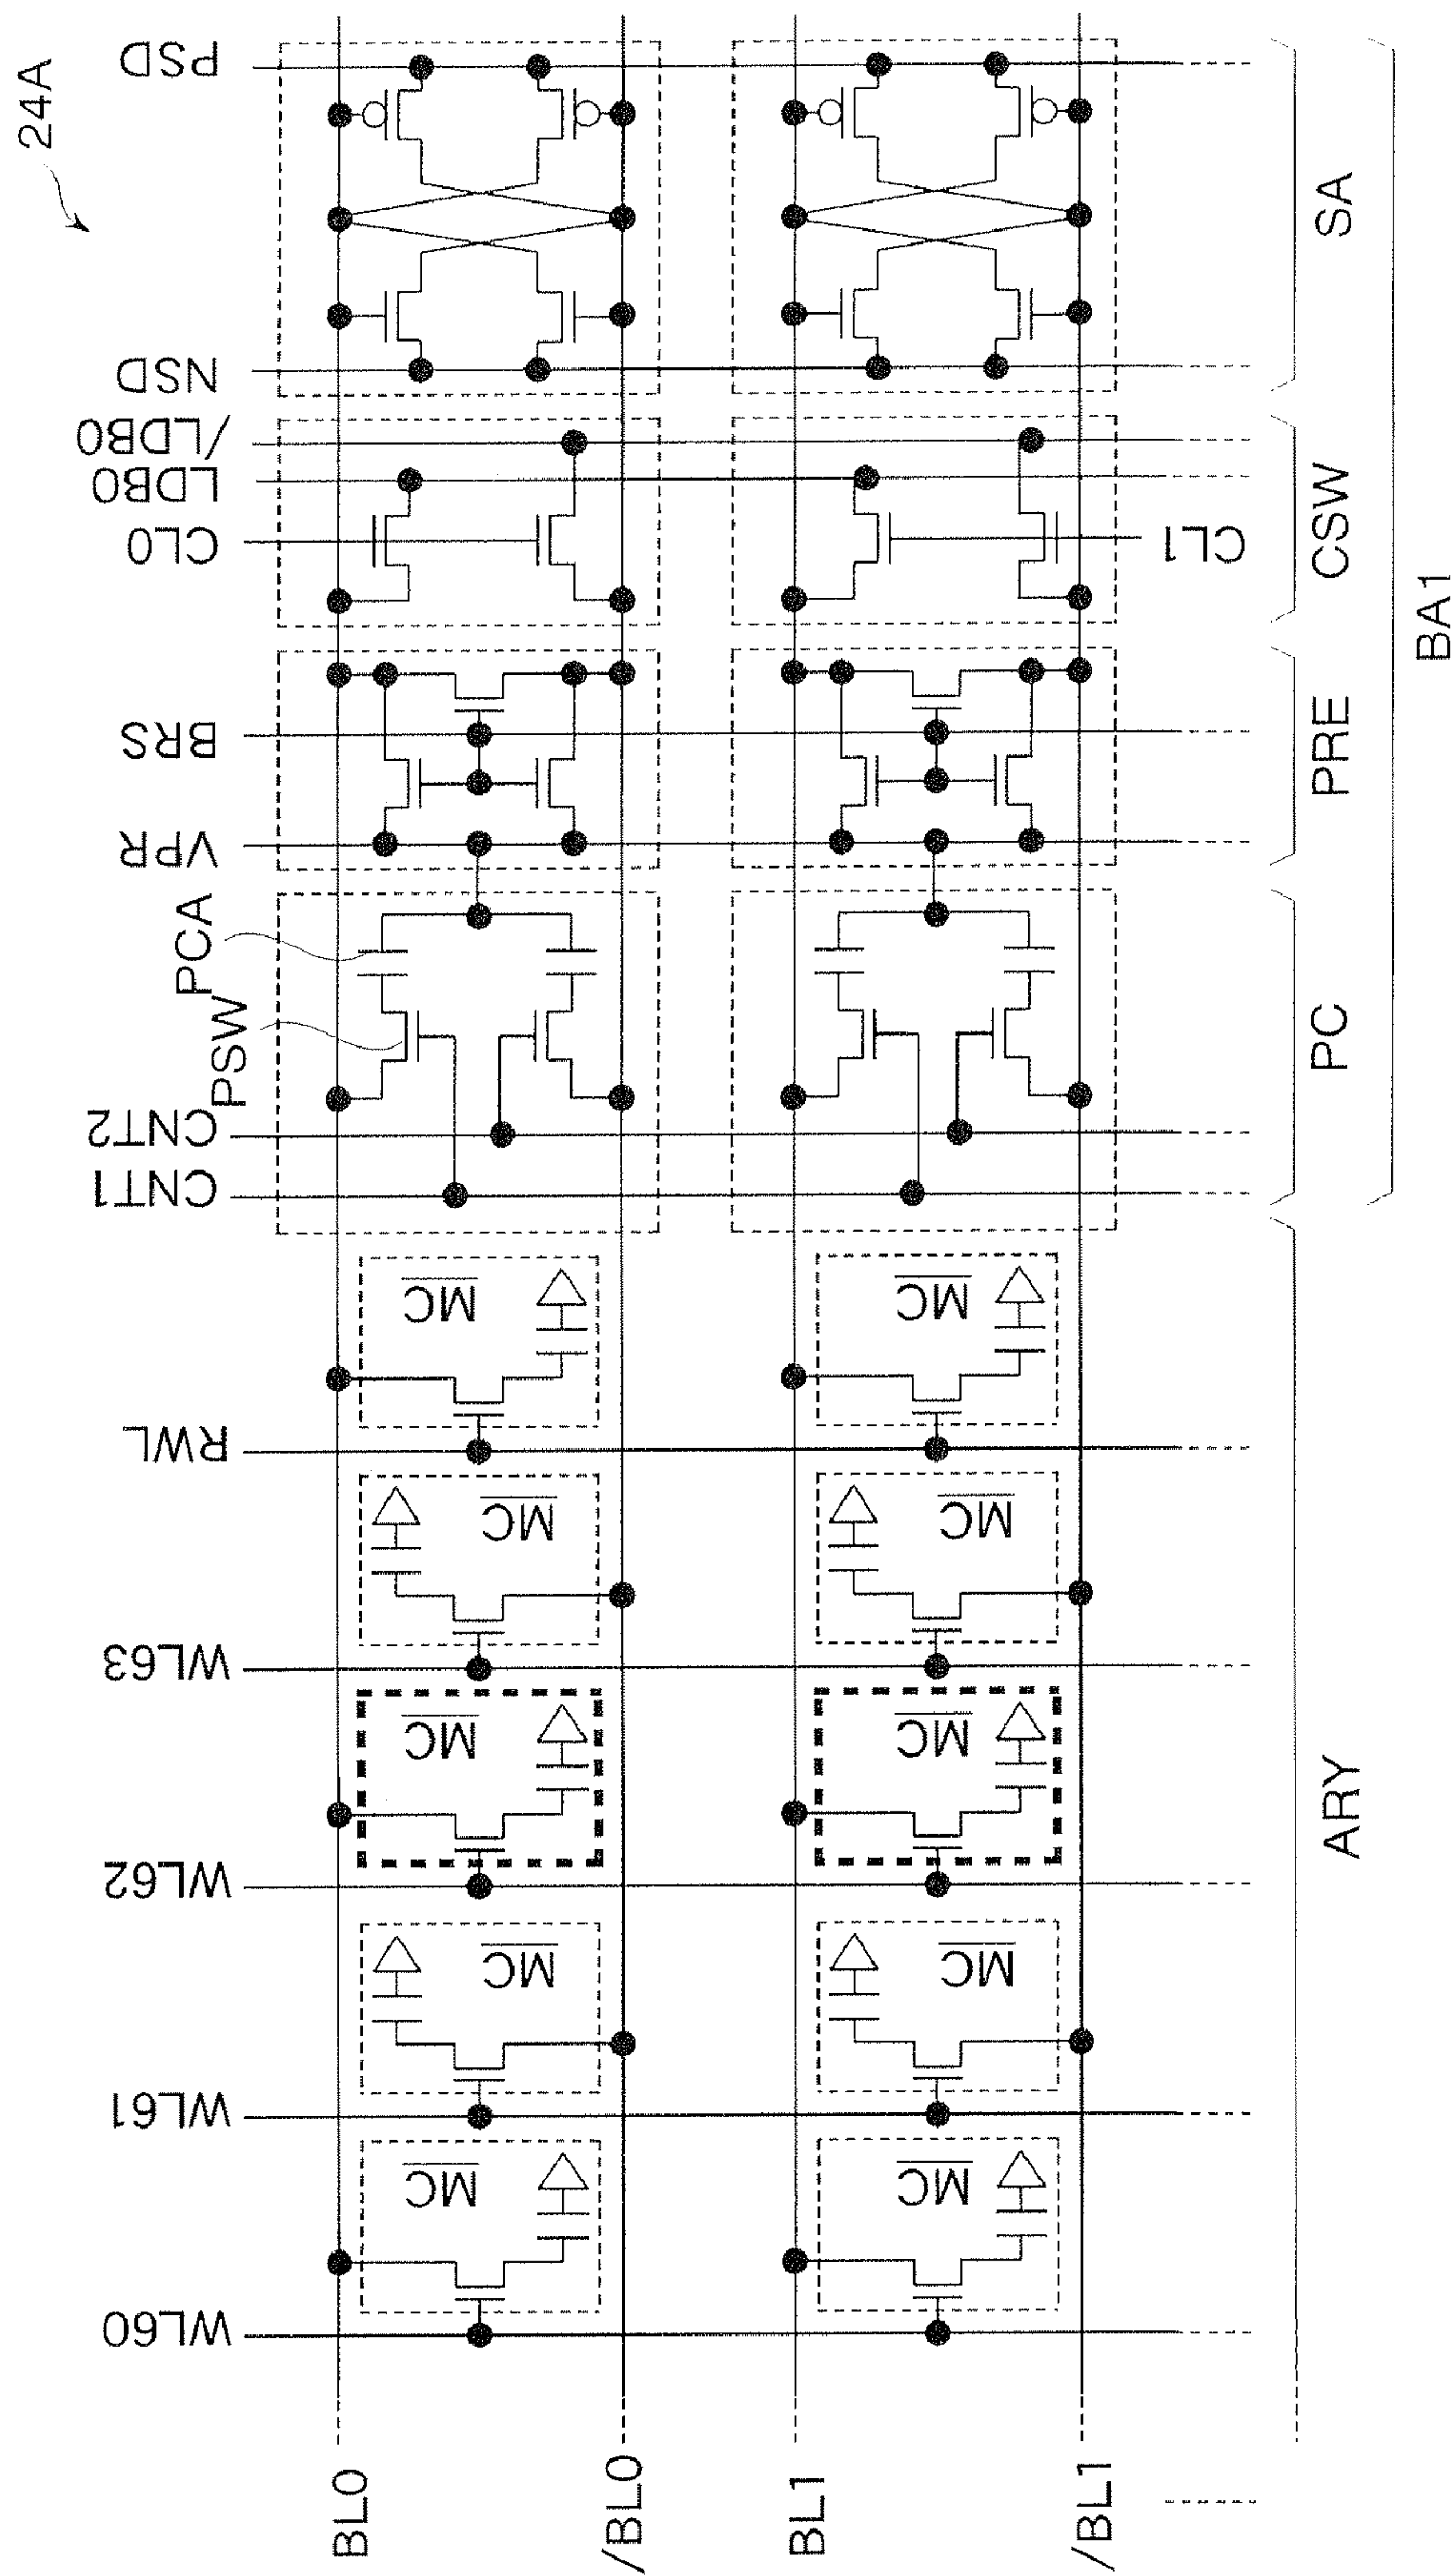 24A
PSD
NSD
/LDB0
LDB0
CL0
BRS
VPR
PCA
PSW
CNT2
CNT1
RWL
WL63
WL62
WL61
WL60
MC
MC
MC
MC
MC
MC
MC
MC
MC
MC
CL1
SA
CSW
PRE
PC
BA1
ARY
BL0
/BL0
BL1
/BL1